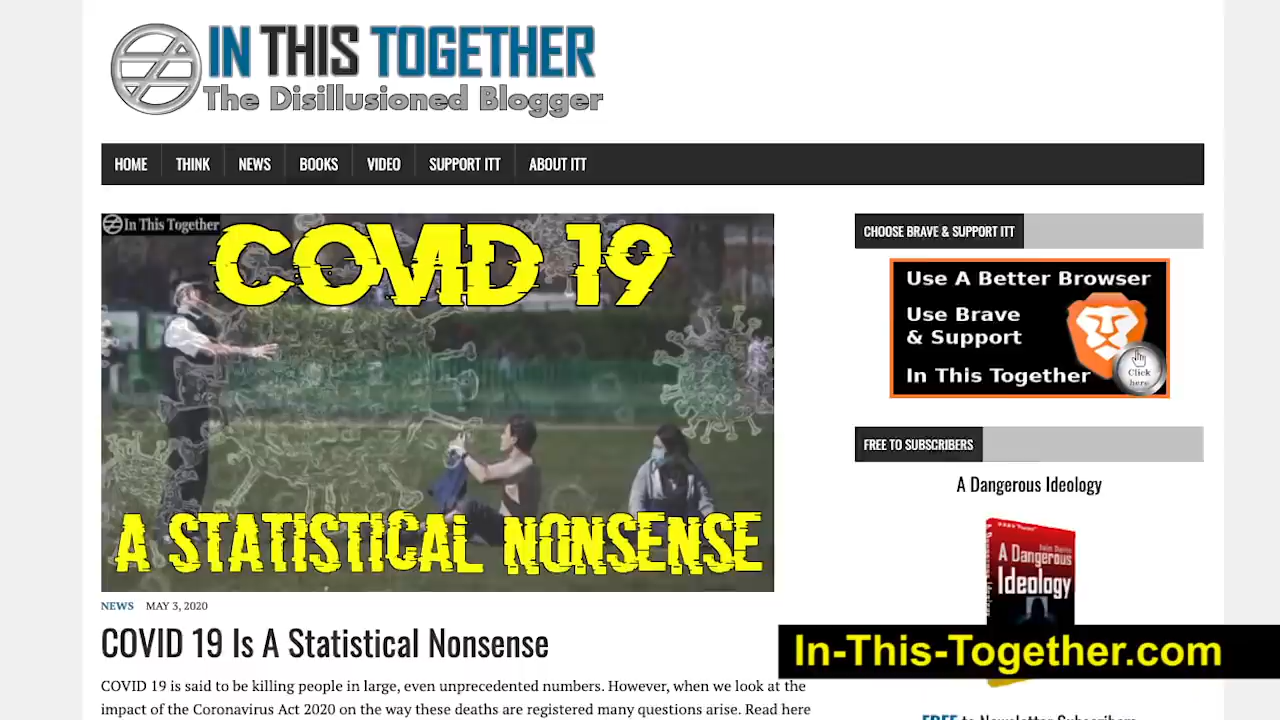 IN THIS TOGETHER
The Disillusioned Blogger
HOME THINK NEWS BOOKS VIDEO SUPPORT ITT ABOUT ITT
In This Together
COVID 19
A STATISTICAL NONSENSE
NEWS MAY 3, 2020
COVID 19 Is A Statistical Nonsense
COVID 19 is said to be killing people in large, even unprecedented numbers. However, when we look at the
impact of the Coronavirus Act 2020 on the way these deaths are registered many questions arise. Read here
CHOOSE BRAVE & SUPPORT ITT
Use A Better Browser
Use Brave
& Support
In This Together
Click
here
FREE TO SUBSCRIBERS
A Dangerous Ideology
A Dangerous
Ideology
In-This-Together.com
FREE to Newsletter Subscribers